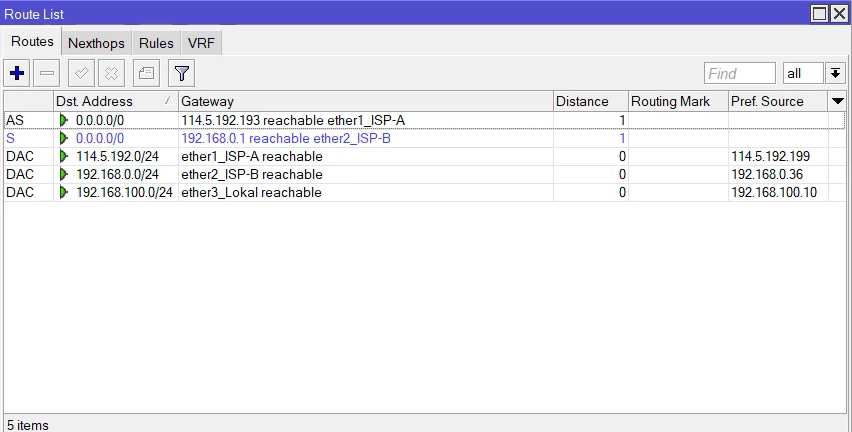 Route List
Routes Nexthops Rules VRF
Find all
Dst. Address Gateway Distance Routing Mark Pref. Source
AS 0.0.0.0/0 114.5.192.193 reachable ether1_ISP-A 1
S 0.0.0.0/0 192.168.0.1 reachable ether2_ISP-B 1
DAC 114.5.192.0/24 ether1_ISP-A reachable 0 114.5.192.199
DAC 192.168.0.0/24 ether2_ISP-B reachable 0 192.168.0.36
DAC 192.168.100.0/24 ether3_Lokal reachable 0 192.168.100.10
5 items